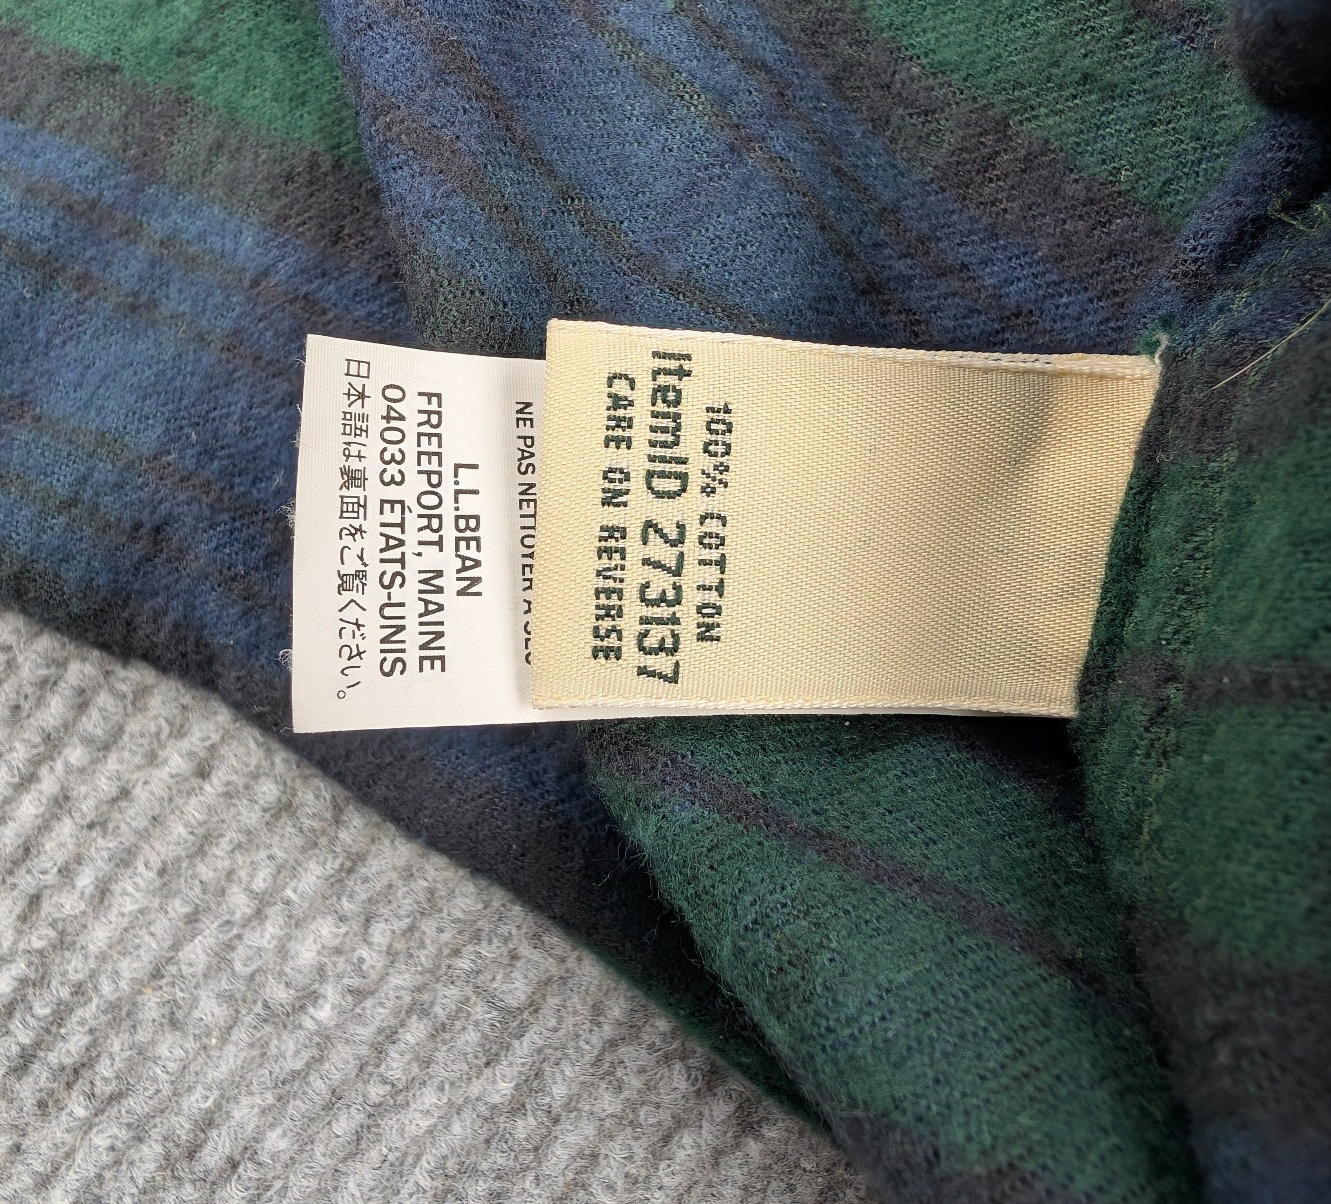 100% COTTON
ItemID 273137
CARE ON REVERSE
NE PAS NETTOYER À SEC
L.L.BEAN
FREEPORT, MAINE
04033 ÉTATS-UNIS
日本語は裏面をご覧ください。